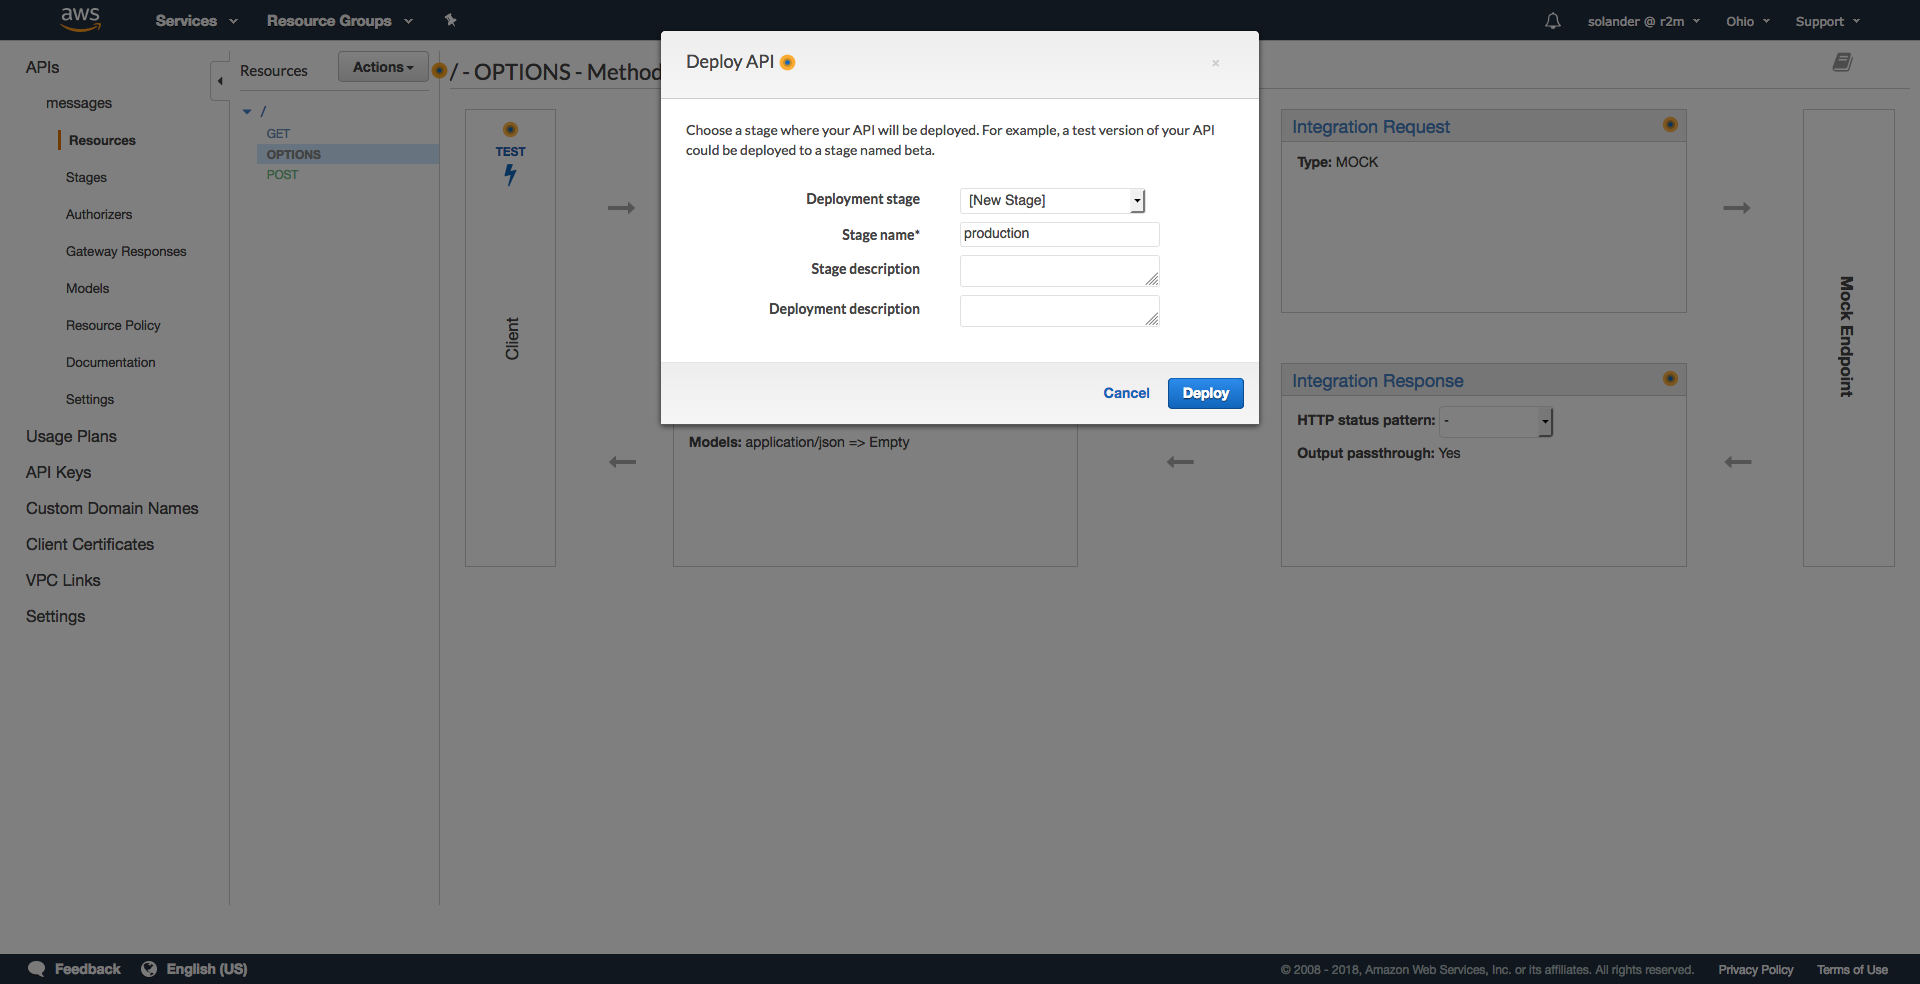 aws
Services
Resource Groups
solander @ r2m
Ohio
Support
APIs
messages
Resources
Stages
Authorizers
Gateway Responses
Models
Resource Policy
Documentation
Settings
Usage Plans
API Keys
Custom Domain Names
Client Certificates
VPC Links
Settings
Resources
Actions
/
GET
OPTIONS
POST
/ - OPTIONS - Method
TEST
Client
Deploy API
×
Choose a stage where your API will be deployed. For example, a test version of your API
could be deployed to a stage named beta.
Deployment stage
[New Stage]
Stage name*
production
Stage description
Deployment description
Cancel
Deploy
Models: application/json => Empty
Integration Request
Type: MOCK
Integration Response
HTTP status pattern: -
Output passthrough: Yes
Mock Endpoint
Feedback
English (US)
© 2008 - 2018, Amazon Web Services, Inc. or its affiliates. All rights reserved.
Privacy Policy
Terms of Use